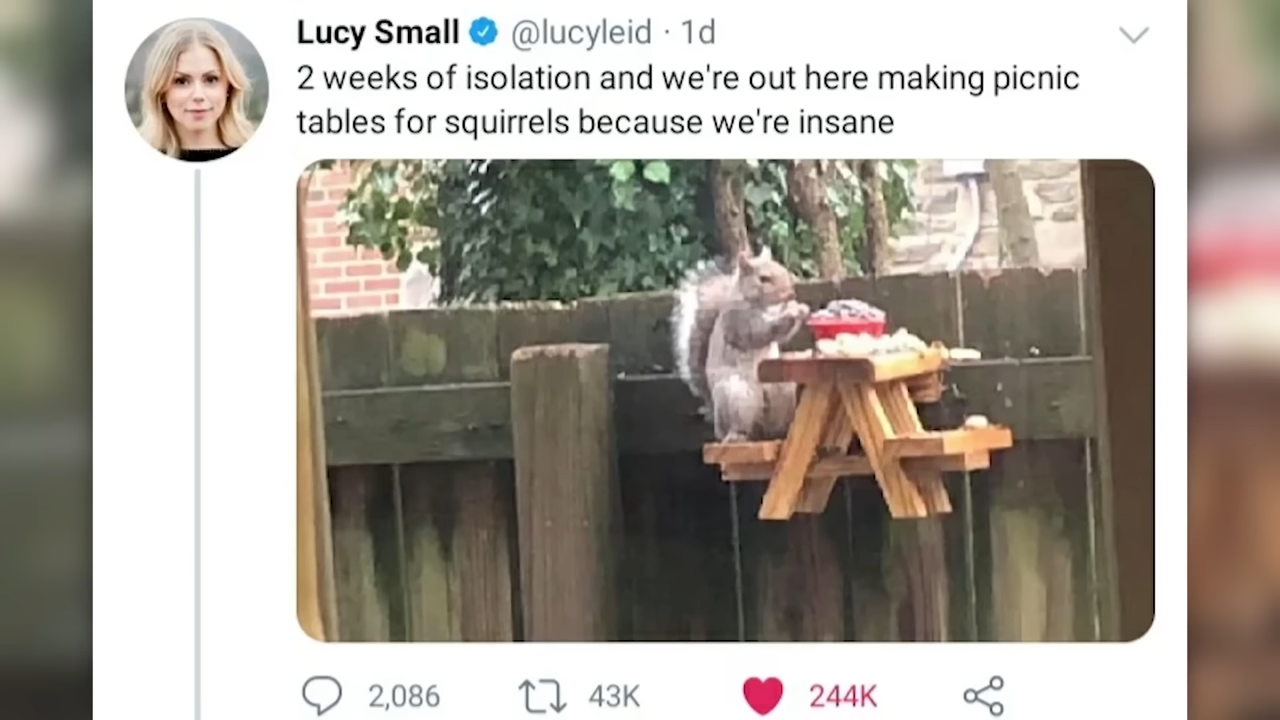 Lucy Small @lucyleid · 1d
2 weeks of isolation and we're out here making picnic
tables for squirrels because we're insane
2,086 43K 244K